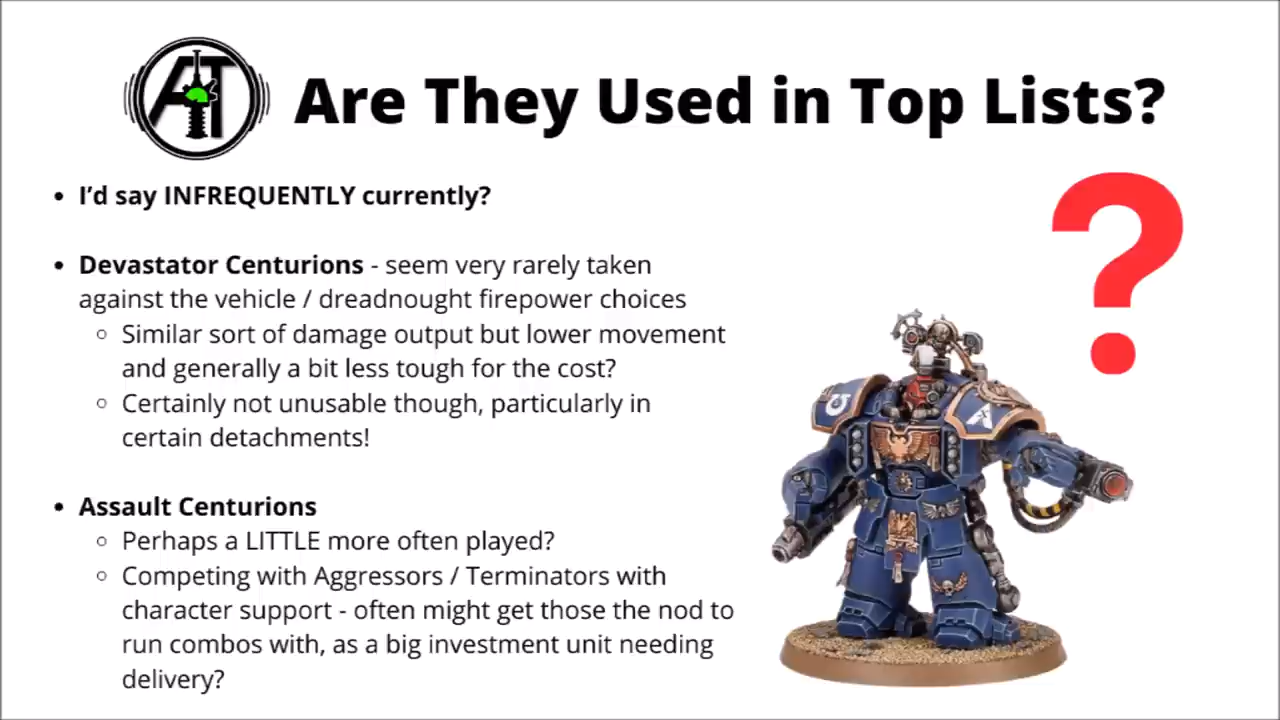 AT
Are They Used in Top Lists?
• I'd say INFREQUENTLY currently?
• Devastator Centurions - seem very rarely taken
against the vehicle / dreadnought firepower choices
○ Similar sort of damage output but lower movement
and generally a bit less tough for the cost?
○ Certainly not unusable though, particularly in
certain detachments!
• Assault Centurions
○ Perhaps a LITTLE more often played?
○ Competing with Aggressors / Terminators with
character support - often might get those the nod to
run combos with, as a big investment unit needing
delivery?
?